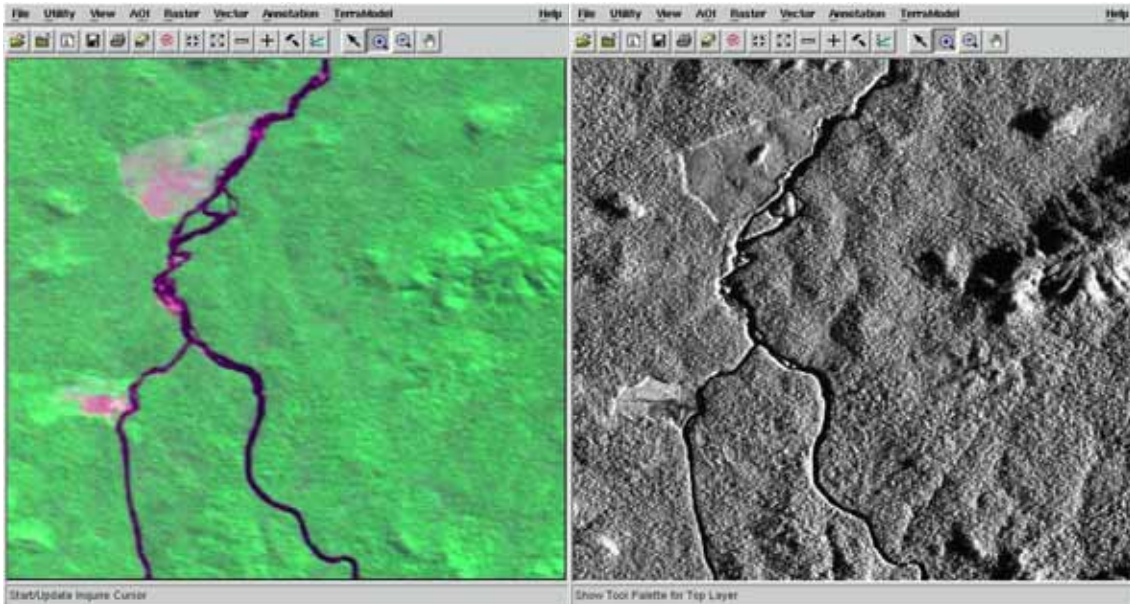 File Utility View AOI Raster Vector Annotation TerraModel Help
Start/Update Inquire Cursor
File Utility View AOI Raster Vector Annotation TerraModel Help
Show Tool Palette for Top Layer